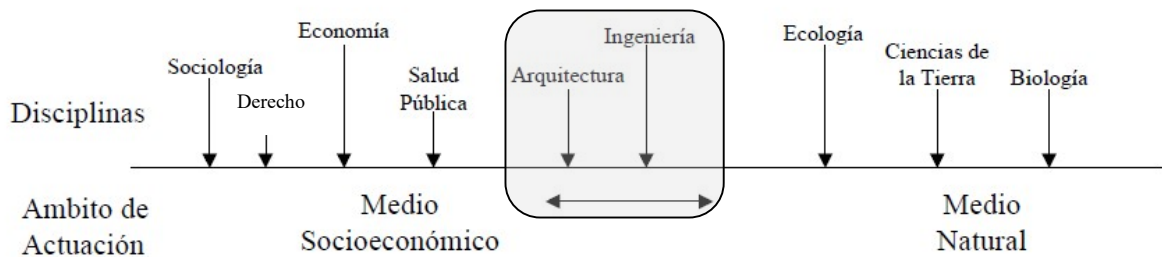 Economía
Ingeniería
Ecología
Ciencias de
la Tierra
Sociología
Salud
Pública
Arquitectura
Biología
Derecho
Disciplinas
Ambito de
Actuación
Medio
Socioeconómico
Medio
Natural